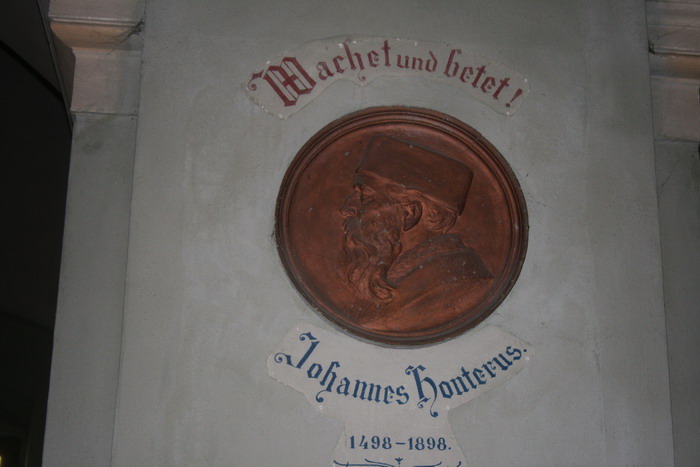 Wachet und betet!
Johannes Honterus.
1498-1898.